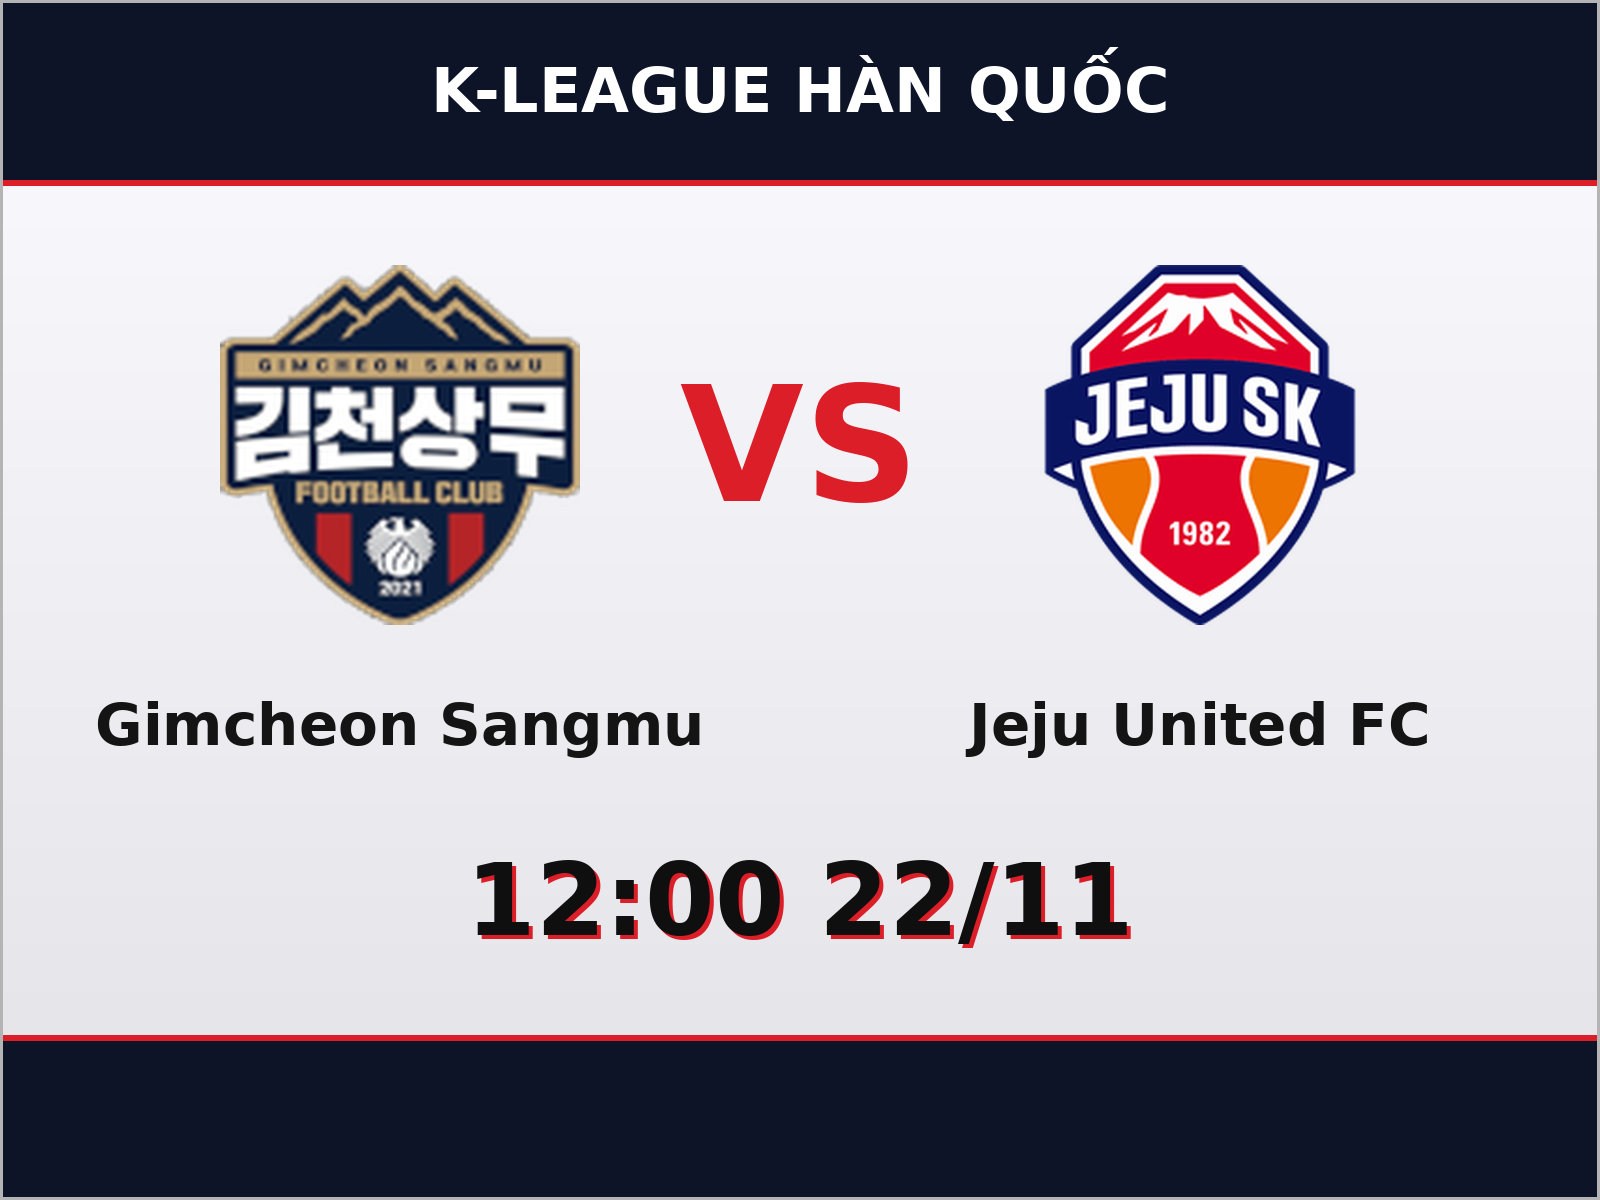 K-LEAGUE HÀN QUỐC
GIMCHEON SANGMU
김천상무
FOOTBALL CLUB
2021
VS
JEJU SK
1982
Gimcheon Sangmu
Jeju United FC
12:00 22/11